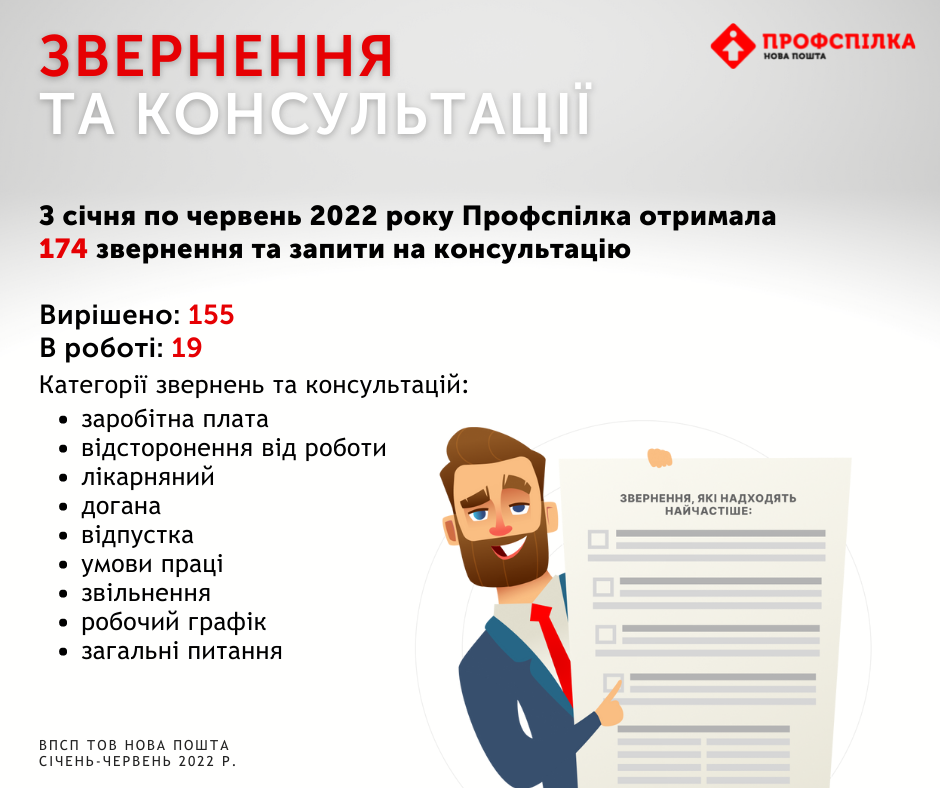 ЗВЕРНЕННЯ
ТА КОНСУЛЬТАЦІЇ
ПРОФСПІЛКА
НОВА ПОШТА
З січня по червень 2022 року Профспілка отримала
174 звернення та запити на консультацію
Вирішено: 155
В роботі: 19
Категорії звернень та консультацій:
• заробітна плата
• відсторонення від роботи
• лікарняний
• догана
• відпустка
• умови праці
• звільнення
• робочий графік
• загальні питання
ЗВЕРНЕННЯ, ЯКІ НАДХОДЯТЬ
НАЙЧАСТІШЕ:
ВПСП ТОВ НОВА ПОШТА
СІЧЕНЬ-ЧЕРВЕНЬ 2022 Р.